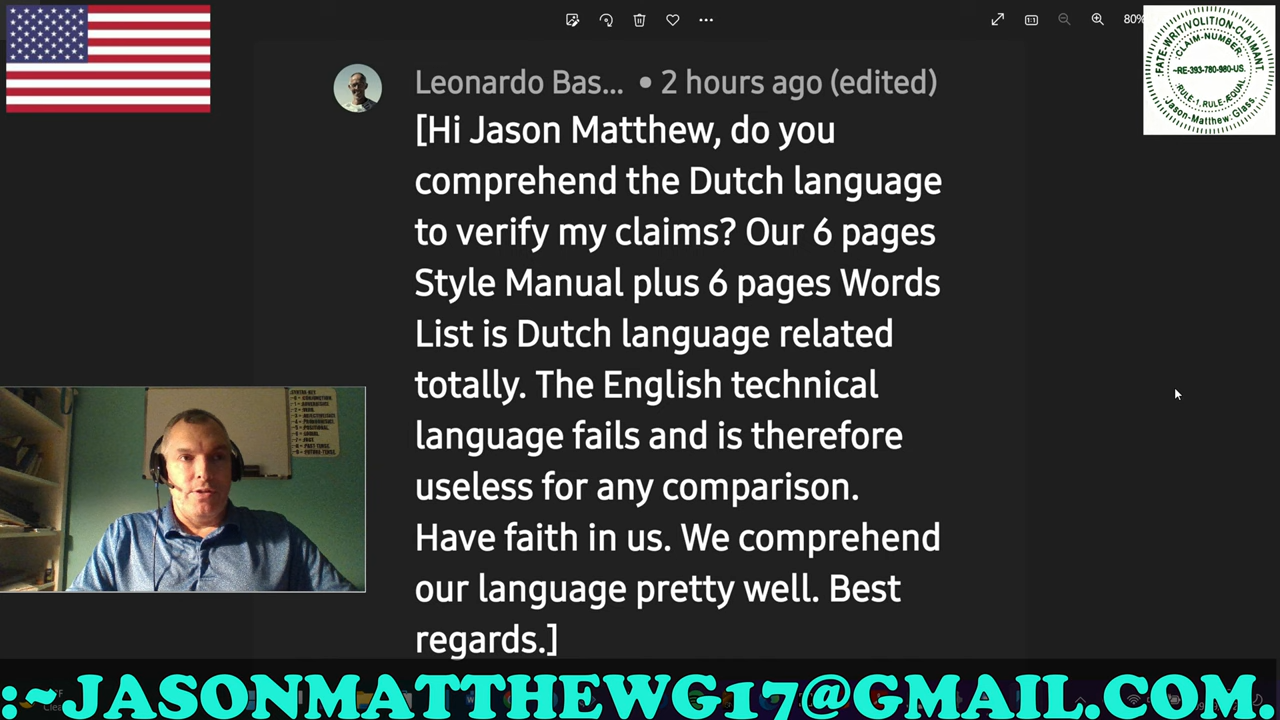 80%
Leonardo Bas... • 2 hours ago (edited)
[Hi Jason Matthew, do you
comprehend the Dutch language
to verify my claims? Our 6 pages
Style Manual plus 6 pages Words
List is Dutch language related
totally. The English technical
language fails and is therefore
useless for any comparison.
Have faith in us. We comprehend
our language pretty well. Best
regards.]
FATE-WRIT/VOLITION-CLAIMANT
CLAIM-NUMBER:
~RE-393-780-980-US.
RULE-1, RULE-ÆQUAL
Jason-Matthew:Glass.
:~ JASONMATTHEWG17@GMAIL.COM.